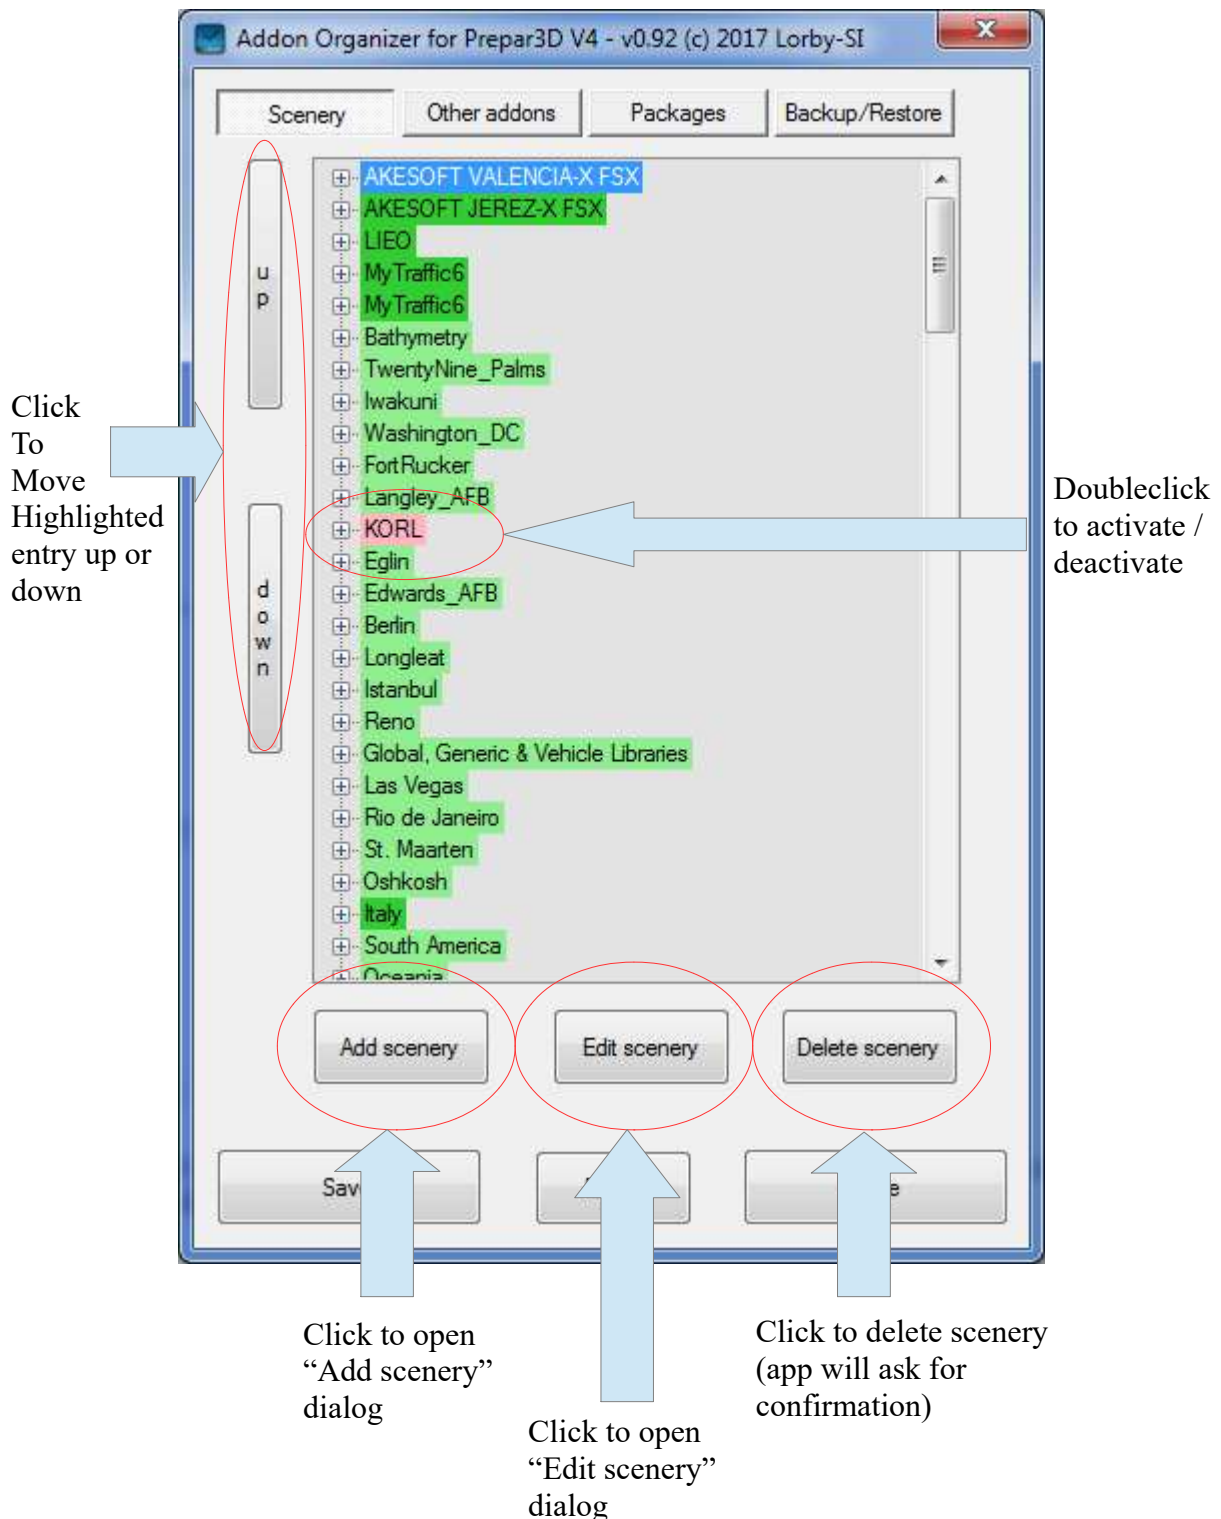 Addon Organizer for Prepar3D V4 - v0.92 (c) 2017 Lorby-SI
Scenery
Other addons
Packages
Backup/Restore
up
down
AKESOFT VALENCIA-X FSX
AKESOFT JEREZ-X FSX
LIEO
MyTraffic6
MyTraffic6
Bathymetry
TwentyNine_Palms
Iwakuni
Washington_DC
FortRucker
Langley_AFB
KORL
Eglin
Edwards_AFB
Berlin
Longleat
Istanbul
Reno
Global, Generic & Vehicle Libraries
Las Vegas
Rio de Janeiro
St. Maarten
Oshkosh
Italy
South America
Oceania
Click
To
Move
Highlighted
entry up or
down
Doubleclick
to activate /
deactivate
Add scenery
Edit scenery
Delete scenery
Click to open
“Add scenery”
dialog
Click to open
“Edit scenery”
dialog
Click to delete scenery
(app will ask for
confirmation)